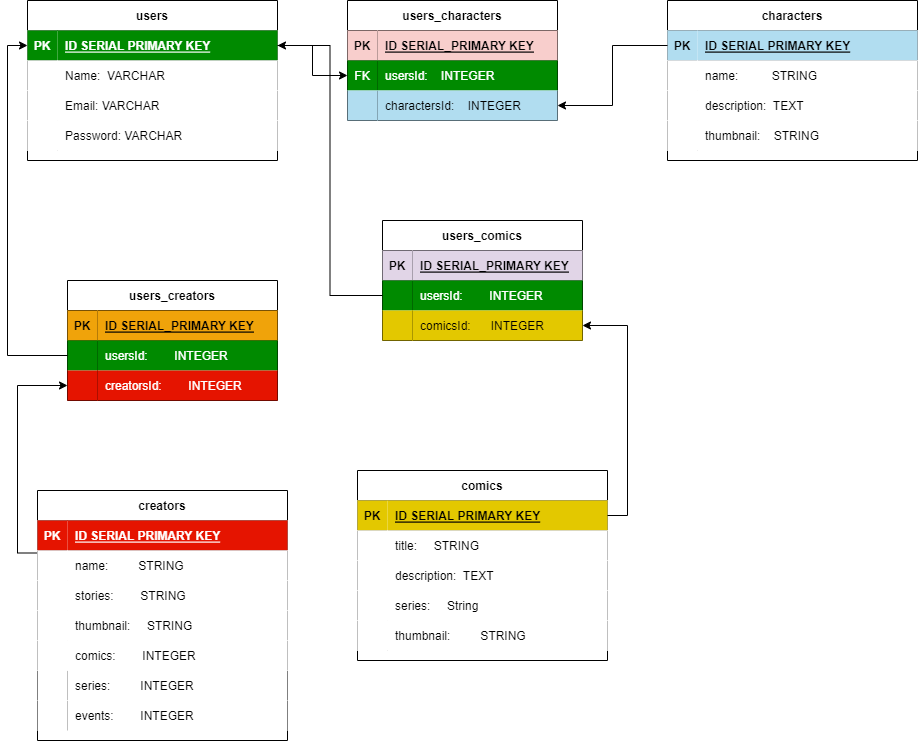 users
PK ID SERIAL PRIMARY KEY
Name: VARCHAR
Email: VARCHAR
Password: VARCHAR
users_characters
PK ID SERIAL_PRIMARY KEY
FK usersId: INTEGER
charactersId: INTEGER
characters
PK ID SERIAL PRIMARY KEY
name: STRING
description: TEXT
thumbnail: STRING
users_comics
PK ID SERIAL_PRIMARY KEY
usersId: INTEGER
comicsId: INTEGER
users_creators
PK ID SERIAL_PRIMARY KEY
usersId: INTEGER
creatorsId: INTEGER
creators
PK ID SERIAL PRIMARY KEY
name: STRING
stories: STRING
thumbnail: STRING
comics: INTEGER
series: INTEGER
events: INTEGER
comics
PK ID SERIAL PRIMARY KEY
title: STRING
description: TEXT
series: String
thumbnail: STRING